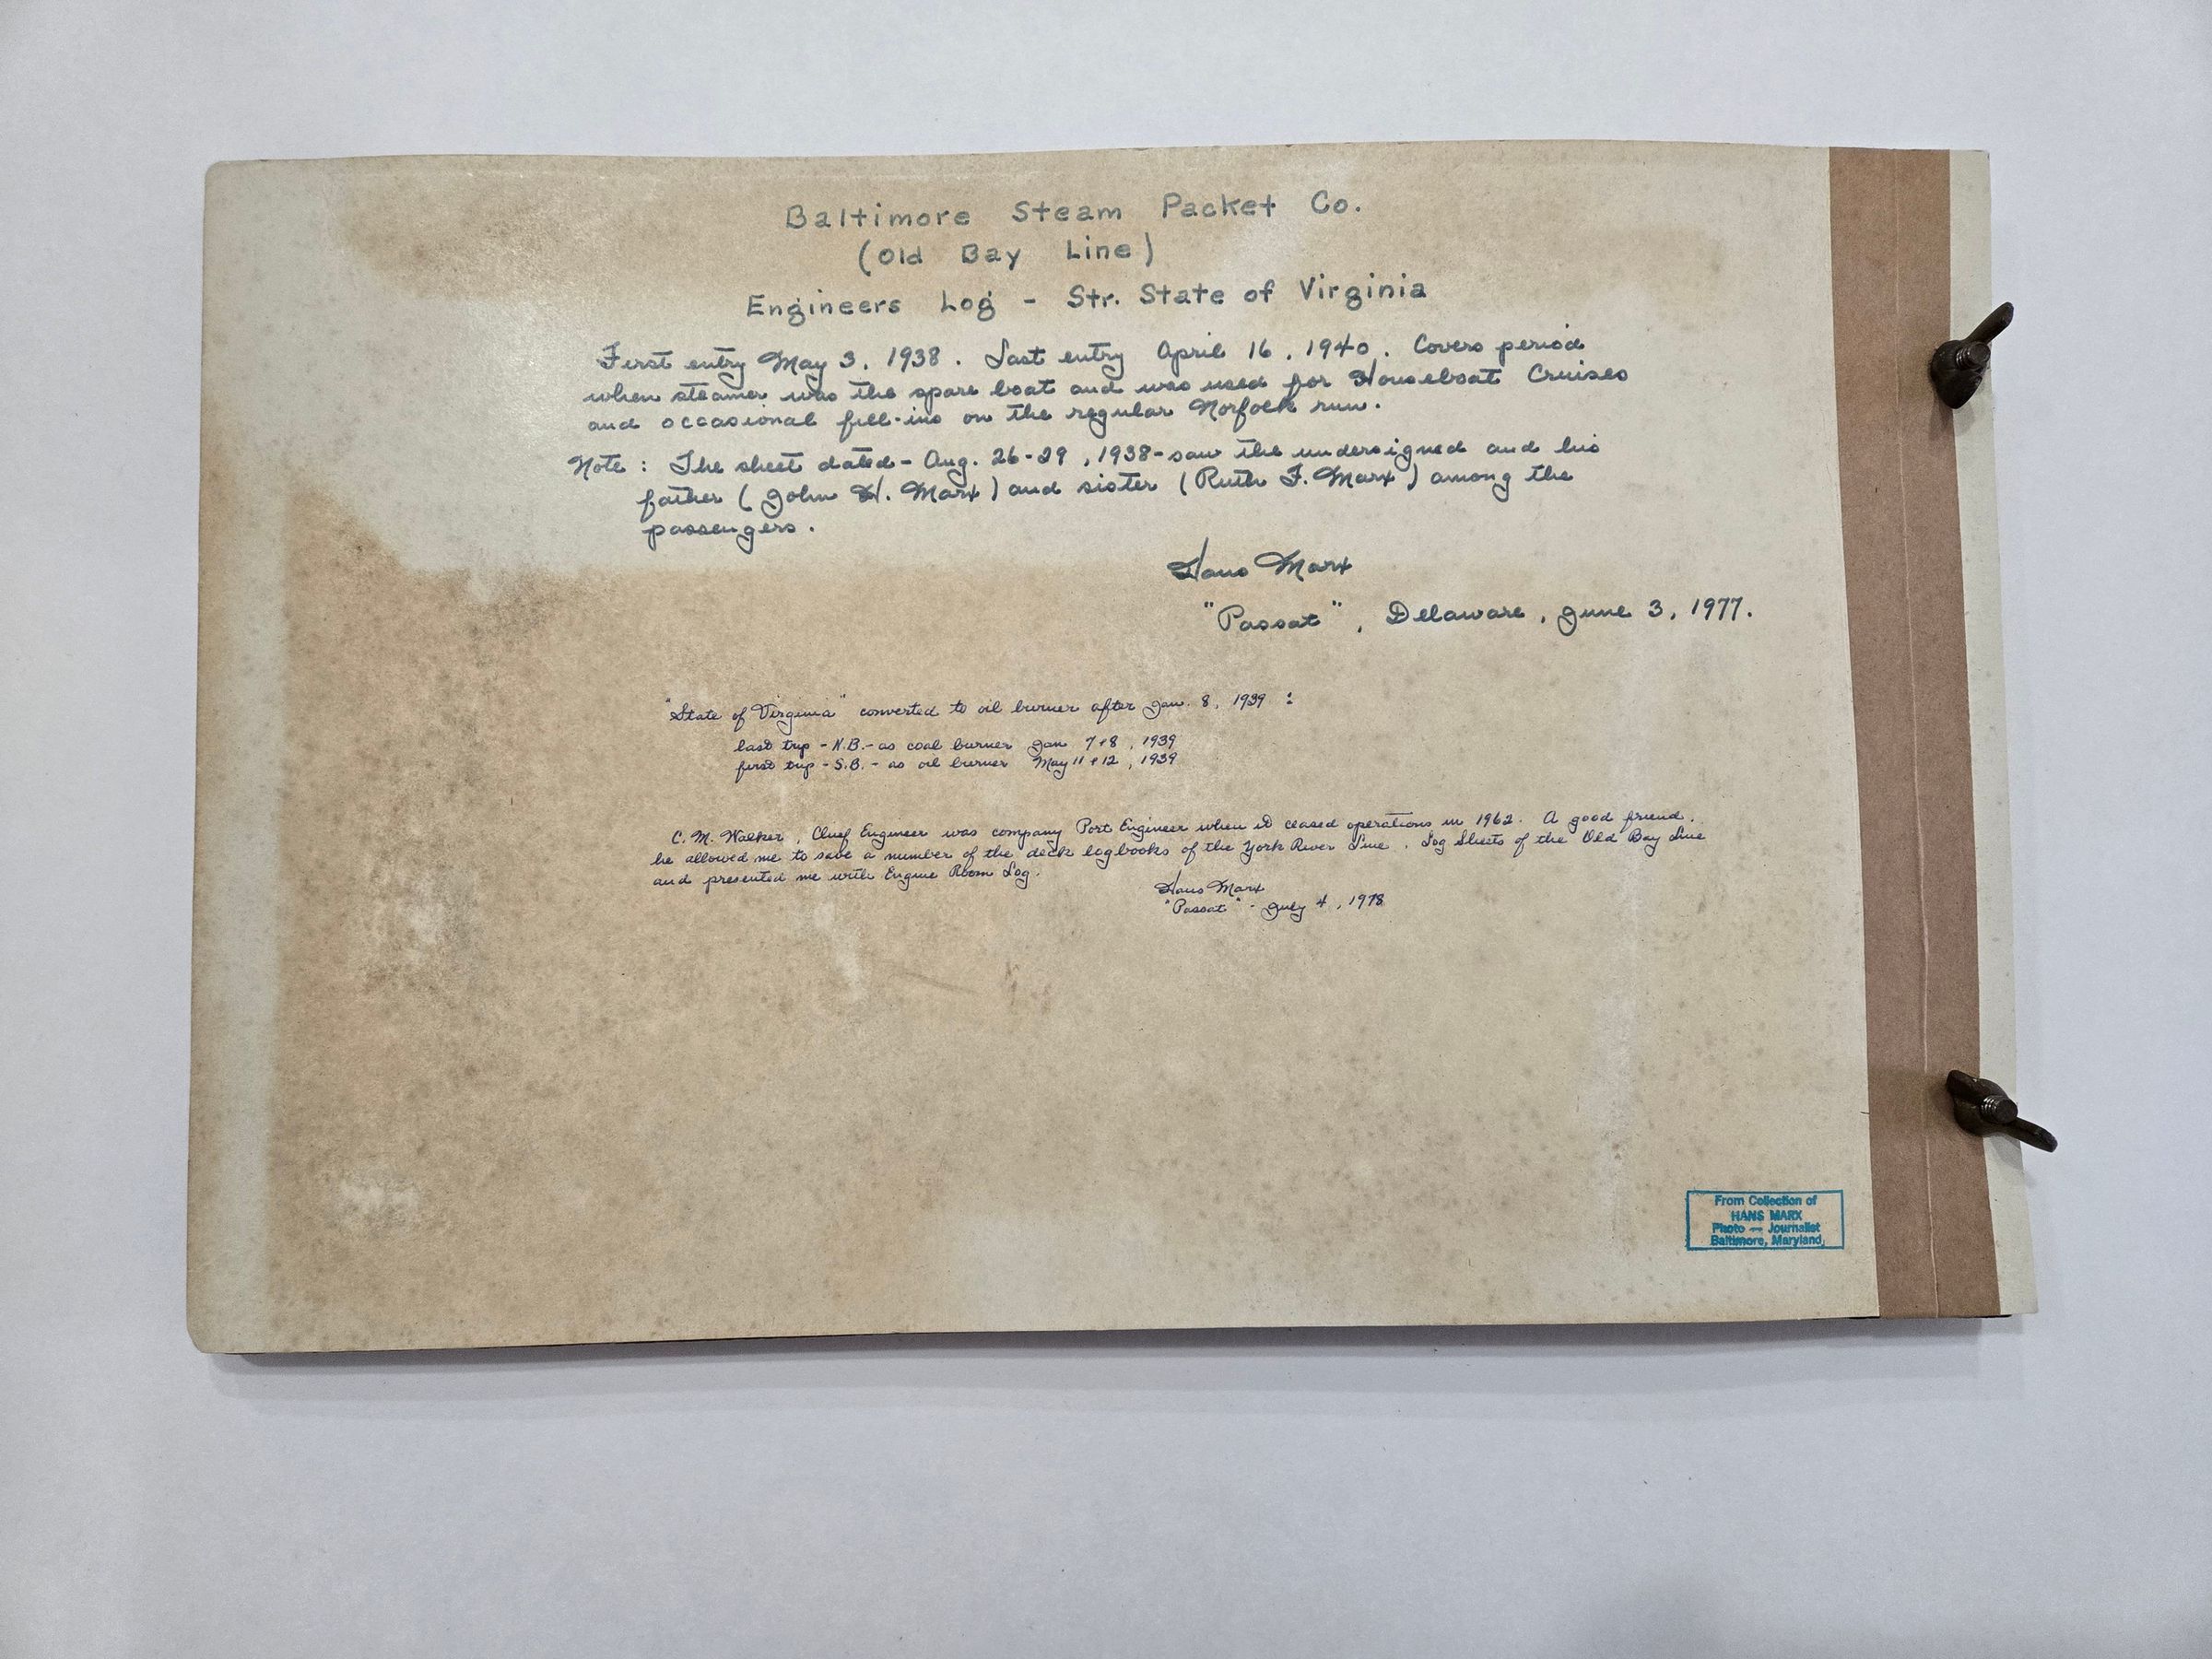 Baltimore Steam Packet Co.
(Old Bay Line)
Engineers Log - Str. State of Virginia
First entry May 3, 1938. Last entry April 16, 1940. Covers period
when steamer was the spare boat and was used for Houseboat Cruises
and occasional fill-ins on the regular Norfolk run.
Note: The sheet dated - Aug. 26-29, 1938 - saw the undersigned and his
father (John H. Marx) and sister (Ruth F. Marx) among the
passengers.
Hans Marx
"Passat", Delaware, June 3, 1977.
"State of Virginia" converted to oil burner after Jan. 8, 1939:
last trip - N.B. - as coal burner Jan 7+8, 1939
first trip - S.B. - as oil burner May 11+12, 1939
C. M. Walker, Chief Engineer was company Port Engineer when it ceased operations in 1962. A good friend,
he allowed me to save a number of the deck logbooks of the York River Line, Log Sheets of the Old Bay Line
and presented me with Engine Room Log.
Hans Marx
"Passat" - July 4, 1978
From Collection of
HANS MARX
Photo — Journalist
Baltimore, Maryland,